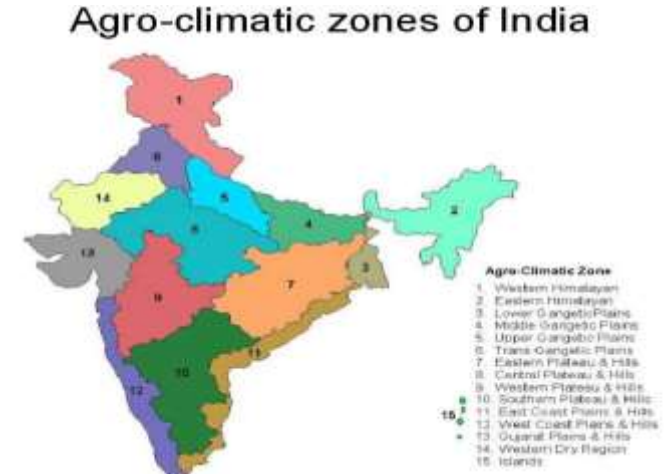 Agro-climatic zones of India
1
6
14
5
2
4
8
13
3
9
7
11
10
12
15
Agro-Climatic Zone
1. Western Himalayan
2. Eastern Himalayan
3. Lower Gangetic Plains
4. Middle Gangetic Plains
5. Upper Gangetic Plains
6. Trans Gangetic Plains
7. Eastern Plateau & Hills
8. Central Plateau & Hills
9. Western Plateau & Hills
10. Southern Plateau & Hills
11. East Coast Plains & Hills
12. West Coast Plains & Hills
13. Gujarat Plains & Hills
14. Western Dry Region
15. Islands